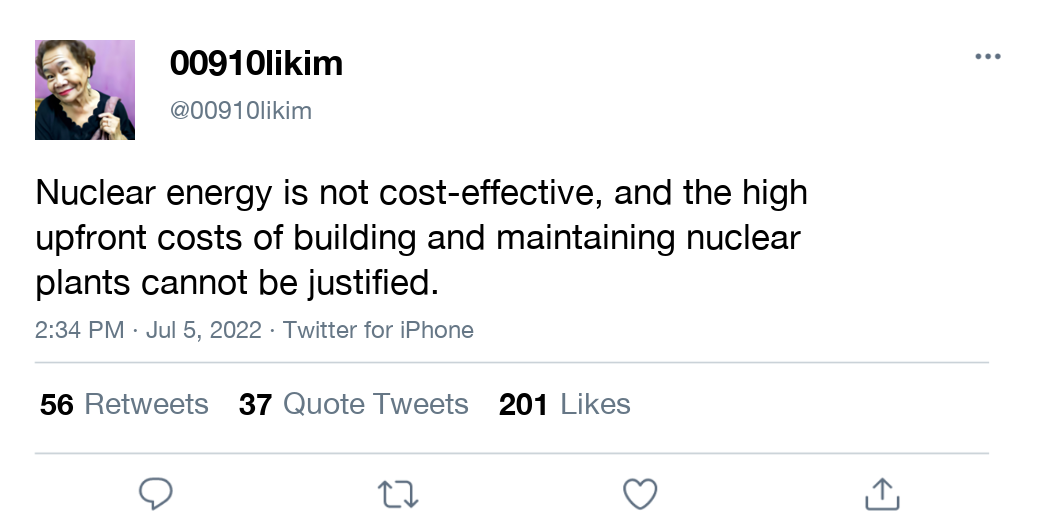 00910likim
@00910likim
Nuclear energy is not cost-effective, and the high
upfront costs of building and maintaining nuclear
plants cannot be justified.
2:34 PM · Jul 5, 2022 · Twitter for iPhone
56 Retweets 37 Quote Tweets 201 Likes